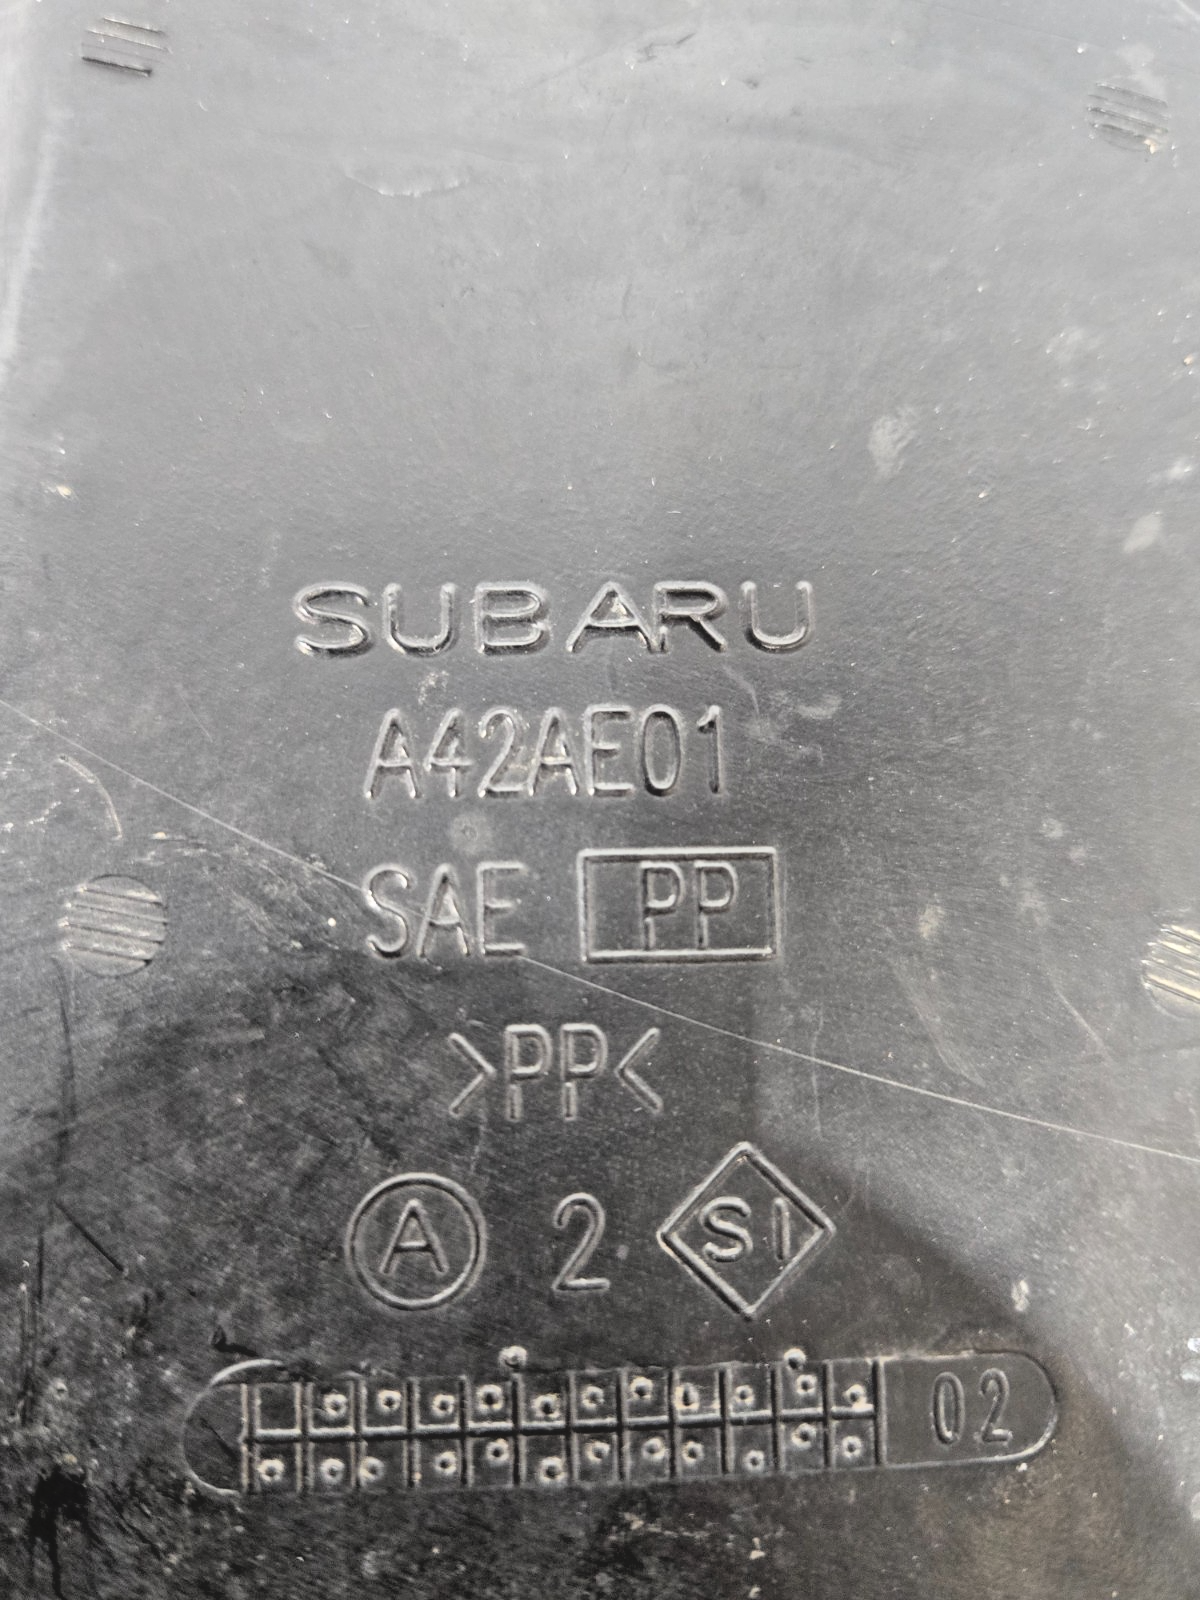 SUBARU
A42AE01
SAE PP
>PP<
A 2 SI
02